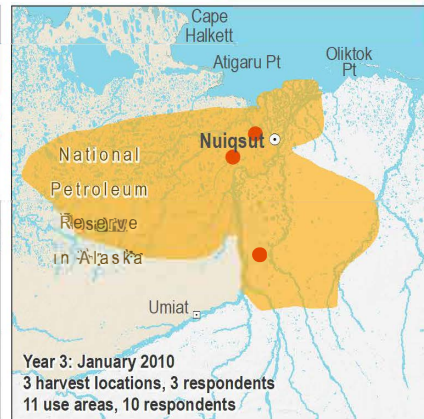 Cape
Halkett
Oliktok
Pt
Atigaru Pt
Nuiqsut
National
Petroleum
Reserve
in Alaska
Umiat
Year 3: January 2010
3 harvest locations, 3 respondents
11 use areas, 10 respondents